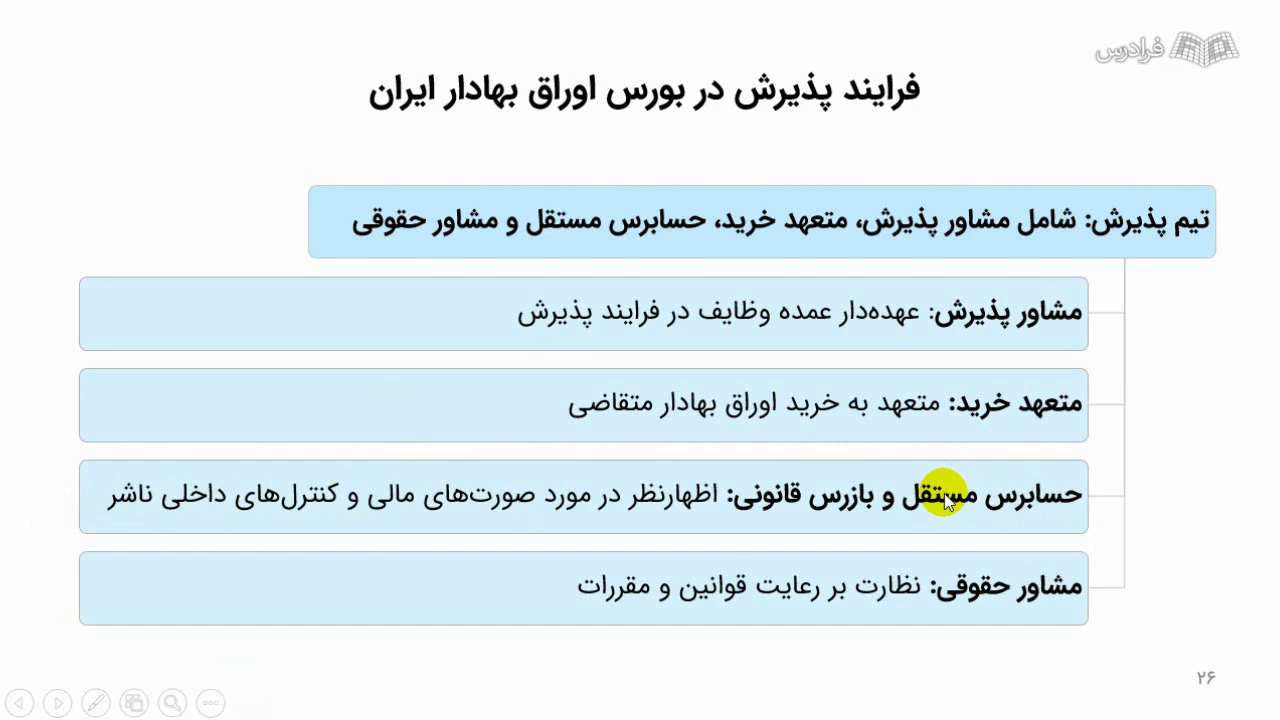 فرادرس
فرایند پذیرش در بورس اوراق بهادار ایران
تیم پذیرش: شامل مشاور پذیرش، متعهد خرید، حسابرس مستقل و مشاور حقوقی
مشاور پذیرش: عهده‌دار عمده وظایف در فرایند پذیرش
متعهد خرید: متعهد به خرید اوراق بهادار متقاضی
حسابرس مستقل و بازرس قانونی: اظهارنظر در مورد صورت‌های مالی و کنترل‌های داخلی ناشر
مشاور حقوقی: نظارت بر رعایت قوانین و مقررات
۲۶